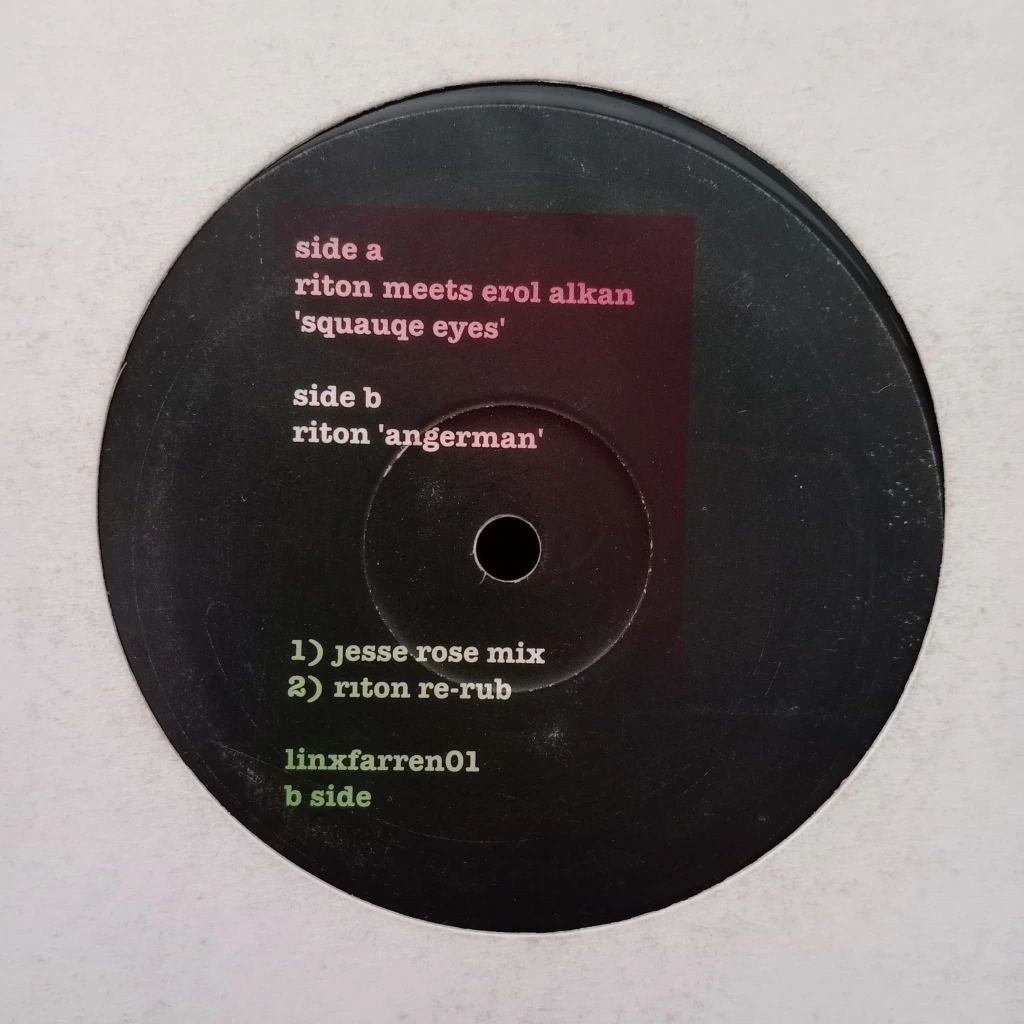 side a
riton meets erol alkan
'squauqe eyes'
side b
riton 'angerman'
1) jesse rose mix
2) riton re-rub
linxfarren01
b side